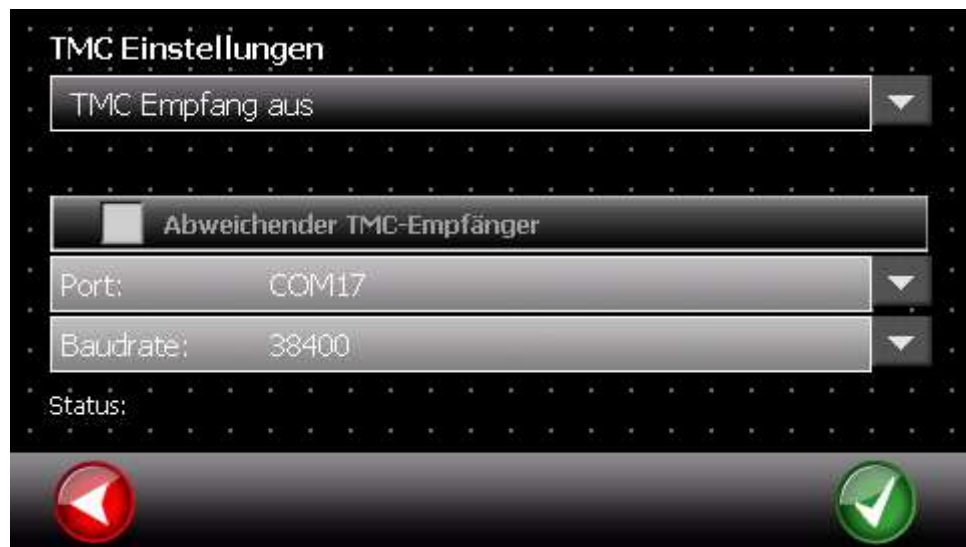 TMC Einstellungen
TMC Empfang aus
Abweichender TMC-Empfänger
Port: COM17
Baudrate: 38400
Status: